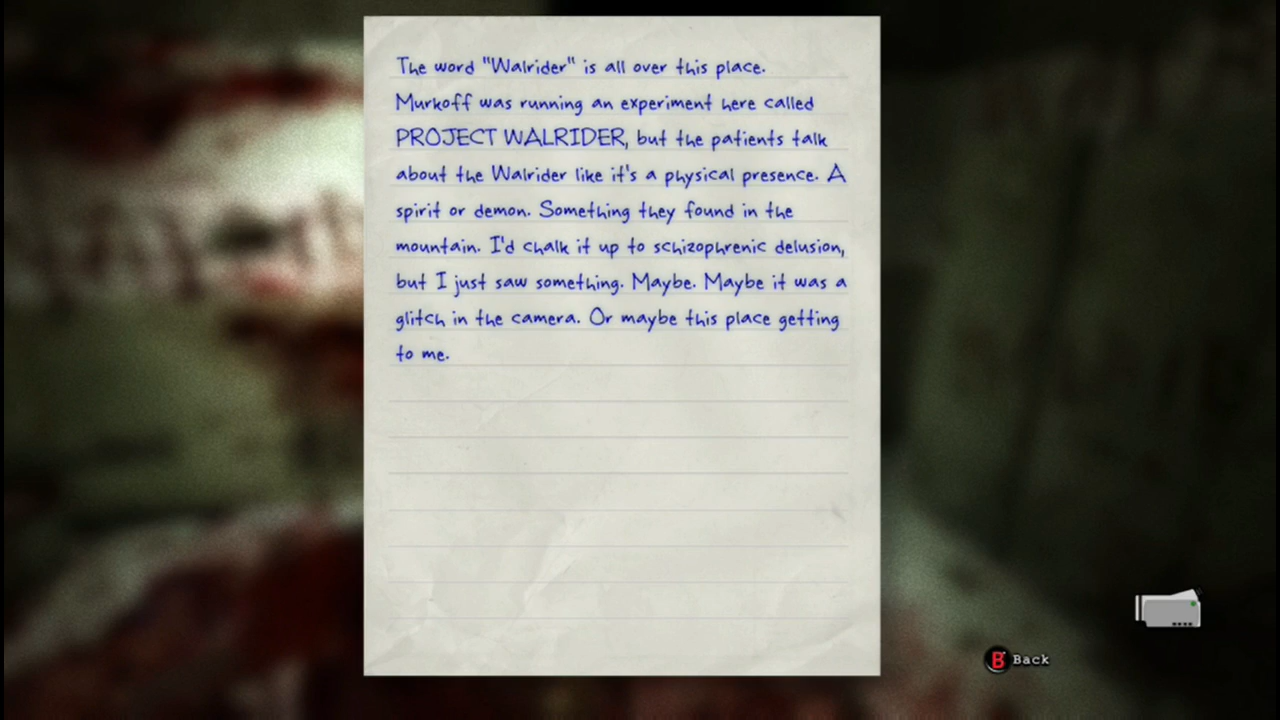 The word "Walrider" is all over this place.
Murkoff was running an experiment here called
PROJECT WALRIDER, but the patients talk
about the Walrider like it's a physical presence. A
spirit or demon. Something they found in the
mountain. I'd chalk it up to schizophrenic delusion,
but I just saw something. Maybe. Maybe it was a
glitch in the camera. Or maybe this place getting
to me.
B Back